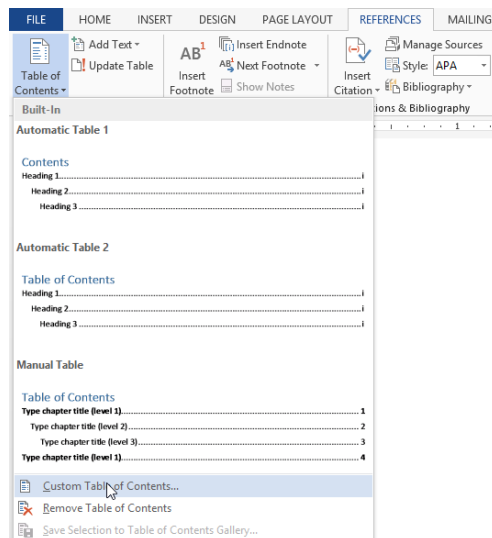 FILE HOME INSERT DESIGN PAGE LAYOUT REFERENCES MAILING
Table of Contents
Add Text
Update Table
AB1
Insert Footnote
Insert Endnote
AB1 Next Footnote
Show Notes
Insert Citation
Manage Sources
Style: APA
Bibliography
ions & Bibliography
1
Built-In
Automatic Table 1
Contents
Heading 1...i
Heading 2...i
Heading 3...i
Automatic Table 2
Table of Contents
Heading 1...i
Heading 2...i
Heading 3...i
Manual Table
Table of Contents
Type chapter title (level 1)...1
Type chapter title (level 2)...2
Type chapter title (level 3)...3
Type chapter title (level 1)...4
Custom Table of Contents...
Remove Table of Contents
Save Selection to Table of Contents Gallery...